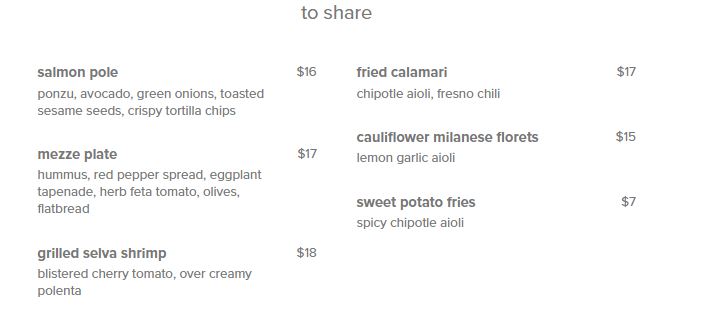 to share
salmon pole $16
ponzu, avocado, green onions, toasted
sesame seeds, crispy tortilla chips
mezze plate $17
hummus, red pepper spread, eggplant
tapenade, herb feta tomato, olives,
flatbread
grilled selva shrimp $18
blistered cherry tomato, over creamy
polenta
fried calamari $17
chipotle aioli, fresno chili
cauliflower milanese florets $15
lemon garlic aioli
sweet potato fries $7
spicy chipotle aioli